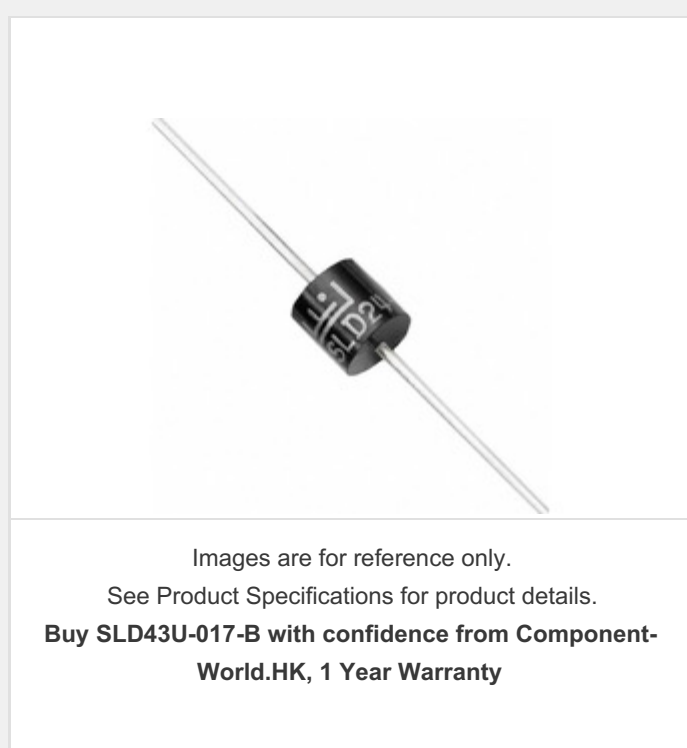 SLD24
Images are for reference only.
See Product Specifications for product details.
Buy SLD43U-017-B with confidence from Component-
World.HK, 1 Year Warranty